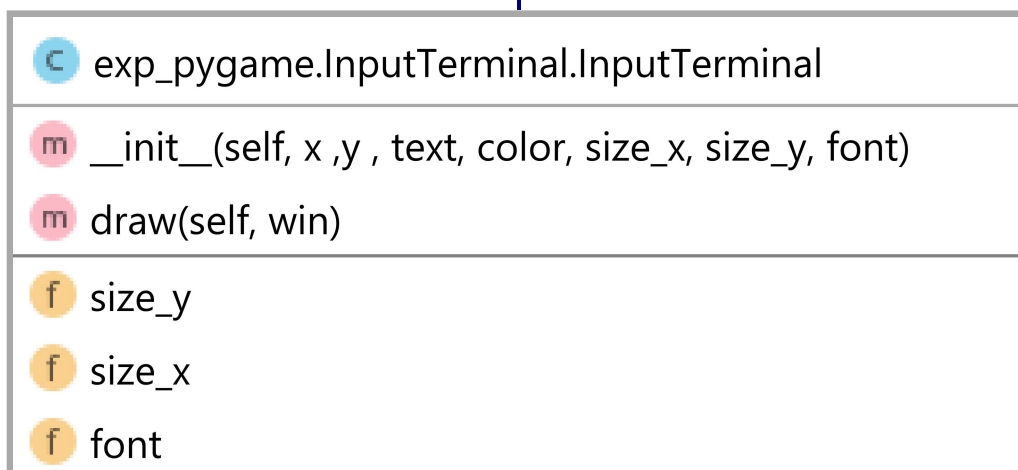 C exp_pygame.InputTerminal.InputTerminal
m __init__(self, x ,y , text, color, size_x, size_y, font)
m draw(self, win)
f size_y
f size_x
f font